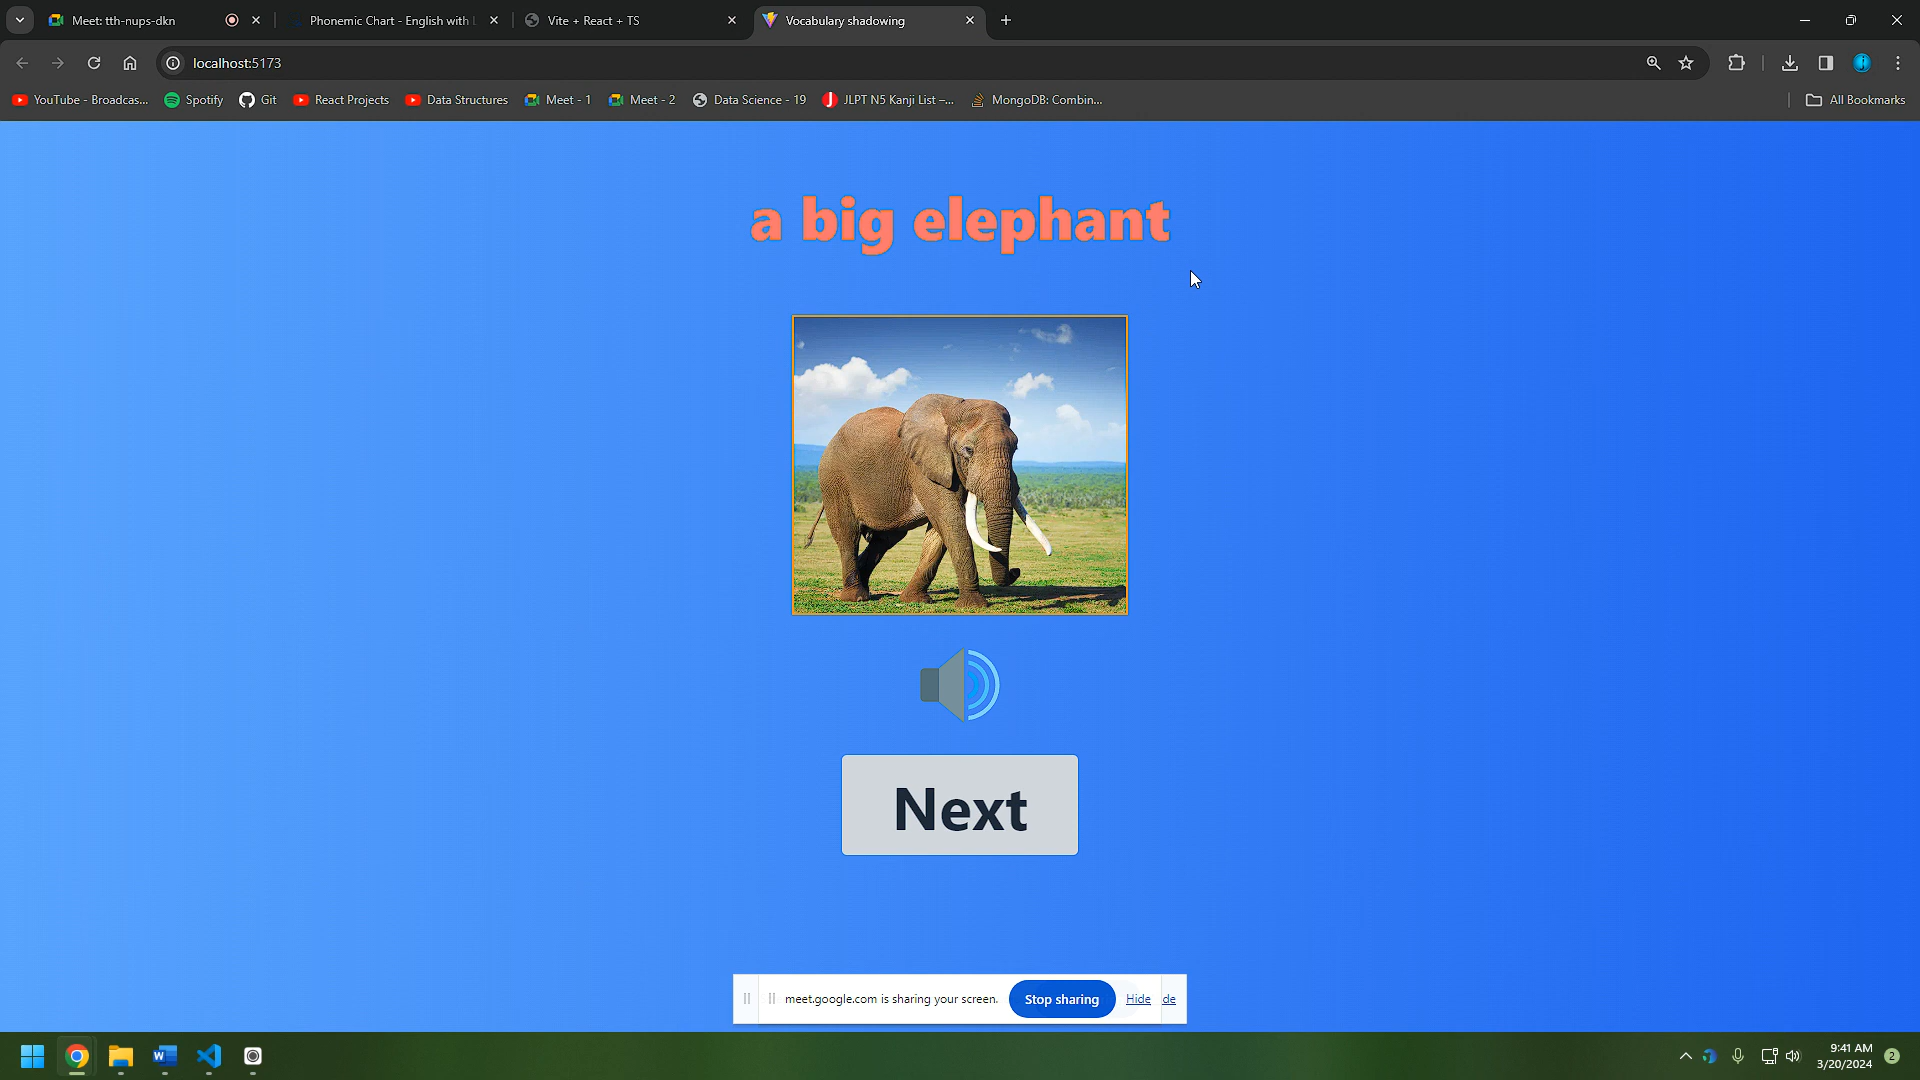 Meet: tth-nups-dkn
Phonemic Chart - English with
Vite + React + TS
Vocabulary shadowing
localhost:5173
YouTube - Broadcas...
Spotify
Git
React Projects
Data Structures
Meet - 1
Meet - 2
Data Science - 19
JLPT N5 Kanji List –...
MongoDB: Combin...
All Bookmarks
a big elephant
Next
meet.google.com is sharing your screen.
Stop sharing
Hide
de
9:41 AM
3/20/2024
2